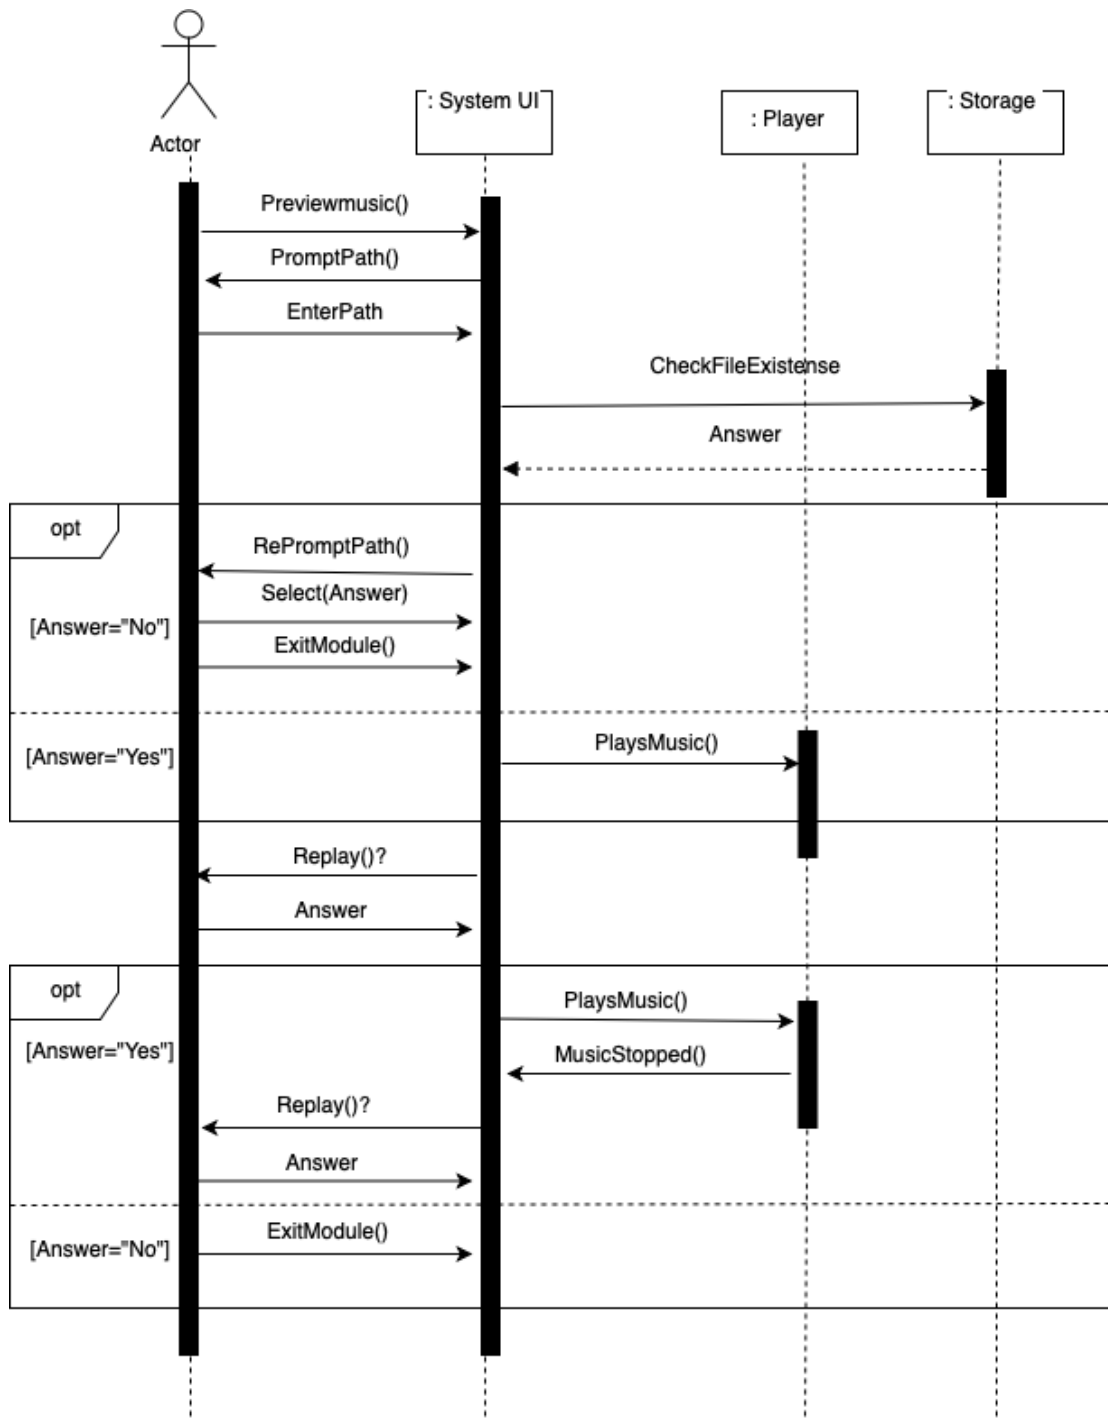 Actor
: System UI
: Player
: Storage
Previewmusic()
PromptPath()
EnterPath
CheckFileExistense
Answer
opt
RePromptPath()
Select(Answer)
[Answer="No"]
ExitModule()
[Answer="Yes"]
PlaysMusic()
Replay()?
Answer
opt
PlaysMusic()
[Answer="Yes"]
MusicStopped()
Replay()?
Answer
ExitModule()
[Answer="No"]